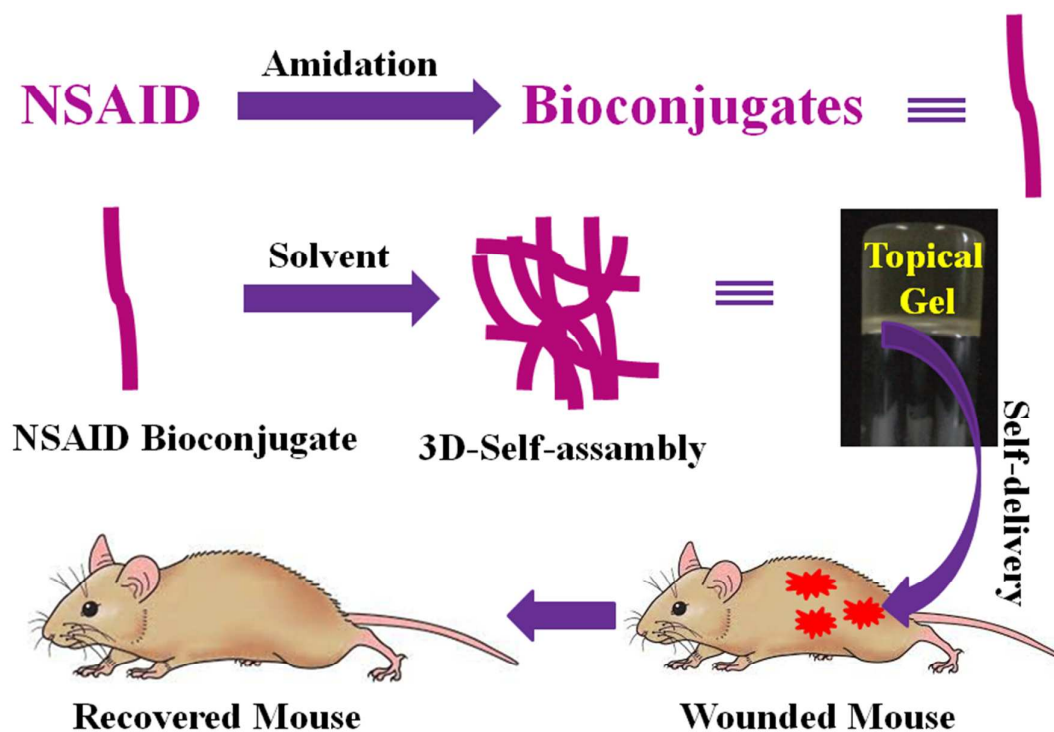 Amidation
NSAID
Bioconjugates
Solvent
Topical
Gel
NSAID Bioconjugate
3D-Self-assambly
Self-delivery
Recovered Mouse
Wounded Mouse